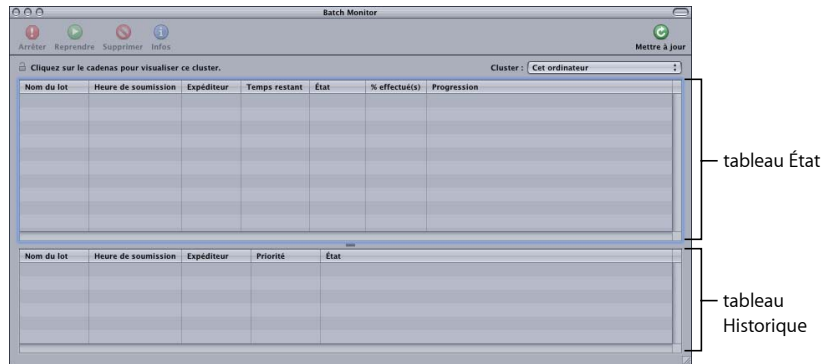 Batch Monitor
Arrêter Reprendre Supprimer Infos Mettre à jour
Cliquez sur le cadenas pour visualiser ce cluster. Cluster : Cet ordinateur
Nom du lot Heure de soumission Expéditeur Temps restant État % effectué(s) Progression
tableau État
Nom du lot Heure de soumission Expéditeur Priorité État
tableau
Historique